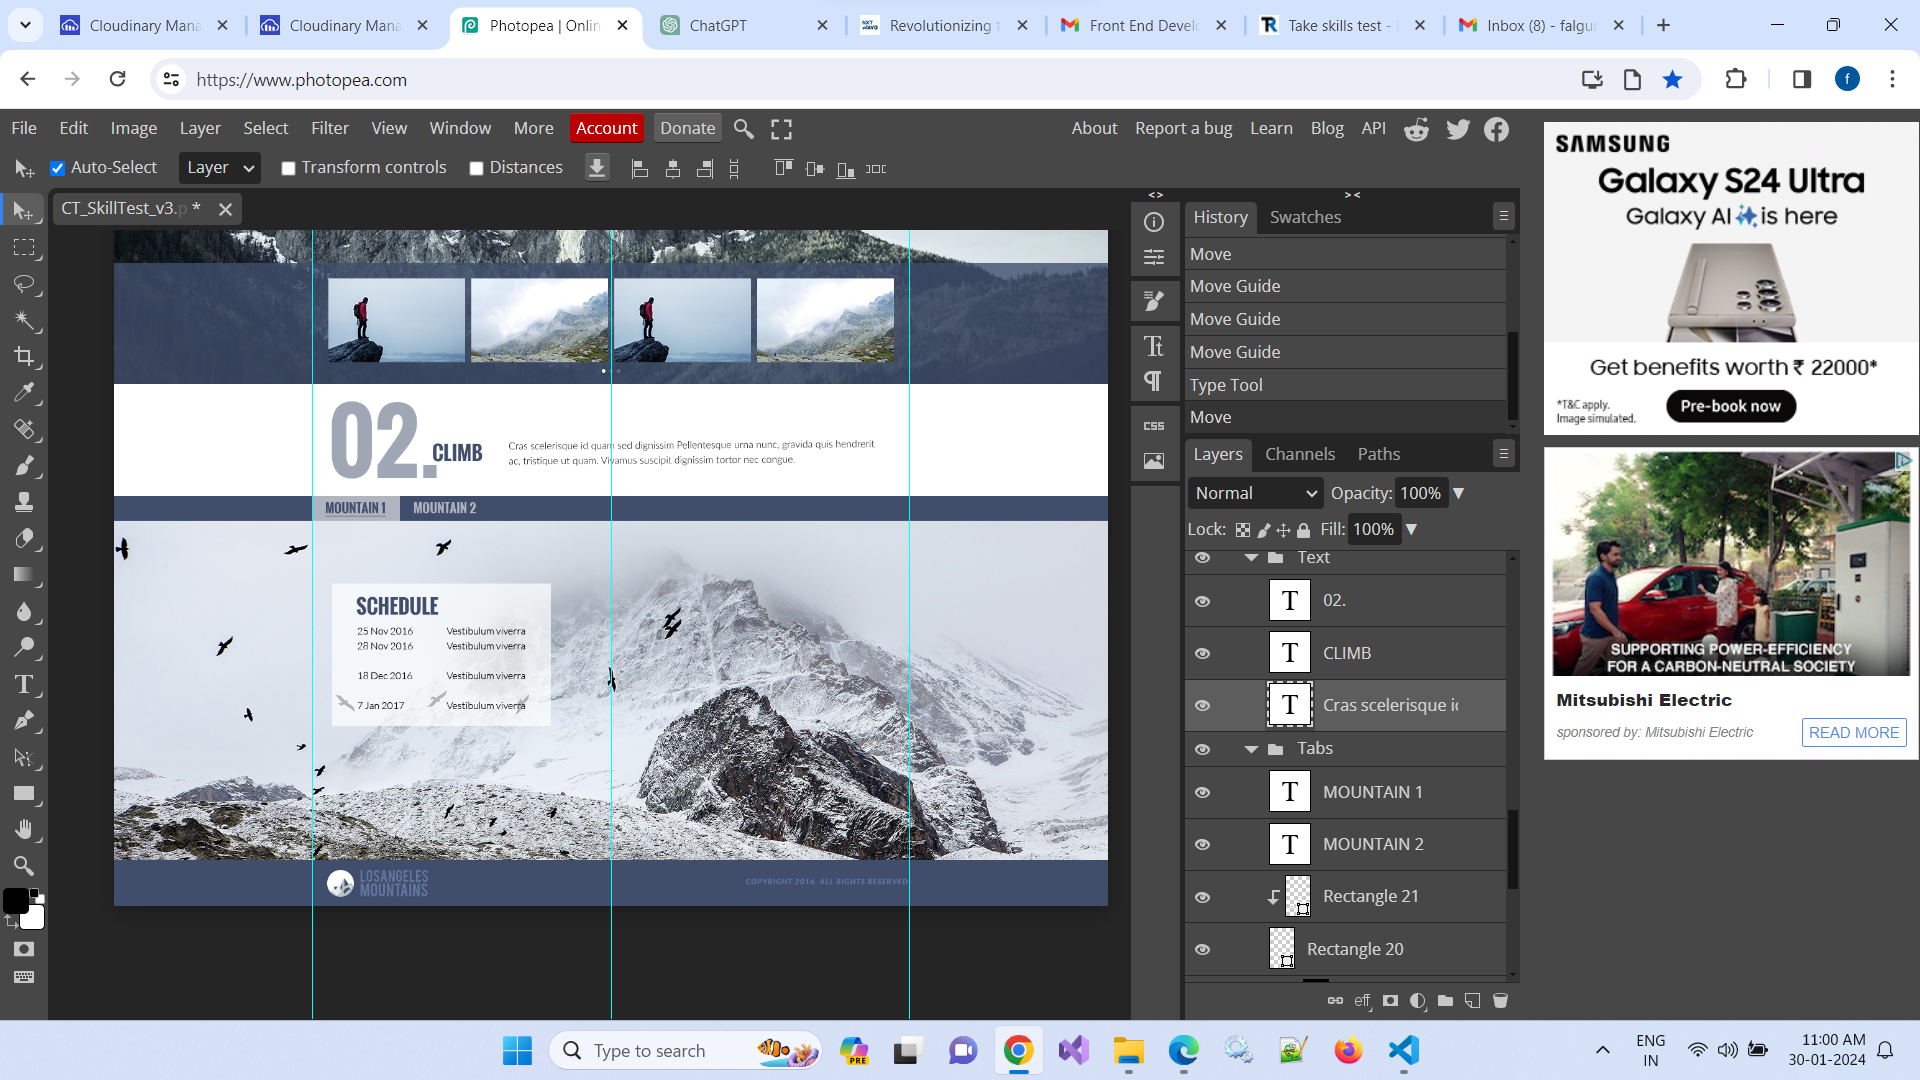 Cloudinary Mana
Cloudinary Mana
Photopea | Onlin
ChatGPT
Revolutionizing t
Front End Develo
Take skills test -
Inbox (8) - falgun
https://www.photopea.com
f
File Edit Image Layer Select Filter View Window More Account Donate
About Report a bug Learn Blog API
Auto-Select Layer Transform controls Distances
CT_SkillTest_v3.p *
02.
CLIMB
Cras scelerisque id quam sed dignissim Pellentesque urna nunc, gravida quis hendrerit
ac, tristique ut quam. Vivamus suscipit dignissim tortor nec congue.
MOUNTAIN 1 MOUNTAIN 2
SCHEDULE
25 Nov 2016 Vestibulum viverra
28 Nov 2016 Vestibulum viverra
18 Dec 2016 Vestibulum viverra
7 Jan 2017 Vestibulum viverra
LOSANGELES
MOUNTAINS
COPYRIGHT 2016. ALL RIGHTS RESERVED
< >
> <
CSS
History Swatches
Move
Move Guide
Move Guide
Move Guide
Type Tool
Move
Layers Channels Paths
Normal Opacity: 100%
Lock: Fill: 100%
Text
T 02.
T CLIMB
T Cras scelerisque ic
Tabs
T MOUNTAIN 1
T MOUNTAIN 2
Rectangle 21
Rectangle 20
eff
SAMSUNG
Galaxy S24 Ultra
Galaxy AI is here
Get benefits worth ₹ 22000*
*T&C apply.
Image simulated.
Pre-book now
SUPPORTING POWER-EFFICIENCY
FOR A CARBON-NEUTRAL SOCIETY
Mitsubishi Electric
sponsored by: Mitsubishi Electric
READ MORE
Type to search
PRE
ENG
IN
11:00 AM
30-01-2024